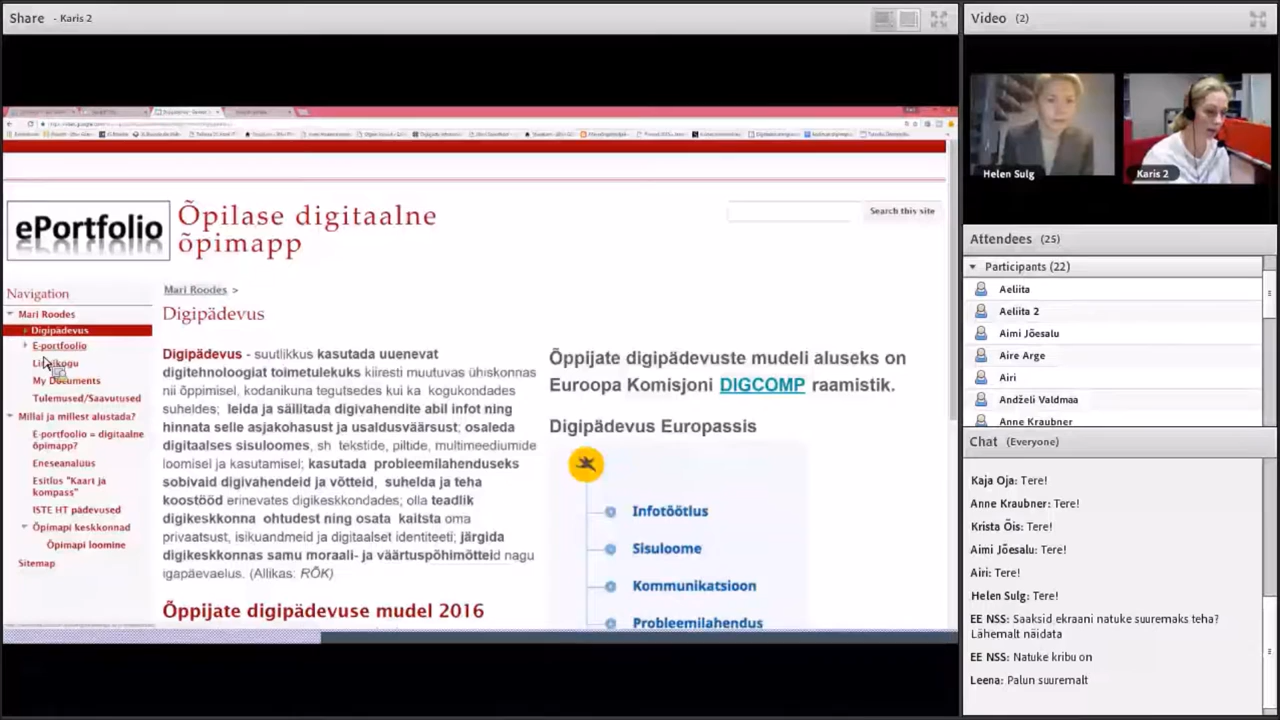 Share - Karis 2
ePortfolio
Õpilase digitaalne
õpimapp
Search this site
Navigation
Mari Roodes
Digipädevus
E-portfoolio
My Documents
Tulemused/Saavutused
Millal ja millest alustada?
E-portfoolio = digitaalne
õpimapp?
Eneseanalüüs
Esitlus "Kaart ja
kompass"
ISTE HT pädevused
Õpimapi keskkonnad
Õpimapi loomine
Sitemap
Mari Roodes >
Digipädevus
Digipädevus - suutlikkus kasutada uuenevat
digitehnoloogiat toimetulekuks kiiresti muutuvas ühiskonnas
nii õppimisel, kodanikuna tegutsedes kui ka kogukondades
suheldes; leida ja säilitada digivahendite abil infot ning
hinnata selle asjakohasust ja usaldusväärsust; osaleda
digitaalses sisuloomes, sh tekstide, piltide, multimeediumide
loomisel ja kasutamisel; kasutada probleemilahenduseks
sobivaid digivahendeid ja võtteid, suhelda ja teha
koostööd erinevates digikeskkondades; olla teadlik
digikeskkonna ohtudest ning osata kaitsta oma
privaatsust, isikuandmeid ja digitaalset identiteeti; järgida
digikeskkonnas samu moraali- ja väärtuspõhimõtteid nagu
igapäevaelus. (Allikas: RÕK)
Õppijate digipädevuse mudel 2016
Õppijate digipädevuste mudeli aluseks on
Euroopa Komisjoni DIGCOMP raamistik.
Digipädevus Europassis
Infotöötlus
Sisuloome
Kommunikatsioon
Probleemilahendus
Video (2)
Helen Sulg
Karis 2
Attendees (25)
Participants (22)
Aeliita
Aeliita 2
Aimi Jõesalu
Aire Arge
Airi
Andželi Valdmaa
Anne Kraubner
Chat (Everyone)
Kaja Oja: Tere!
Anne Kraubner: Tere!
Krista Õis: Tere!
Aimi Jõesalu: Tere!
Airi: Tere!
Helen Sulg: Tere!
EE NSS: Saaksid ekraani natuke suuremaks teha?
Lähemalt näidata
EE NSS: Natuke kribu on
Leena: Palun suuremalt